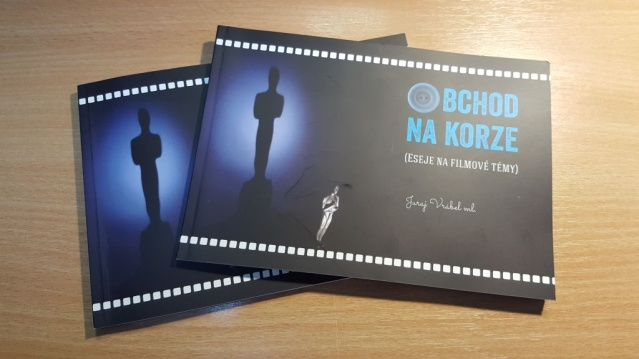 OBCHOD
NA KORZE
(ESEJE NA FILMOVÉ TÉMY)
Juraj Vrábel ml.